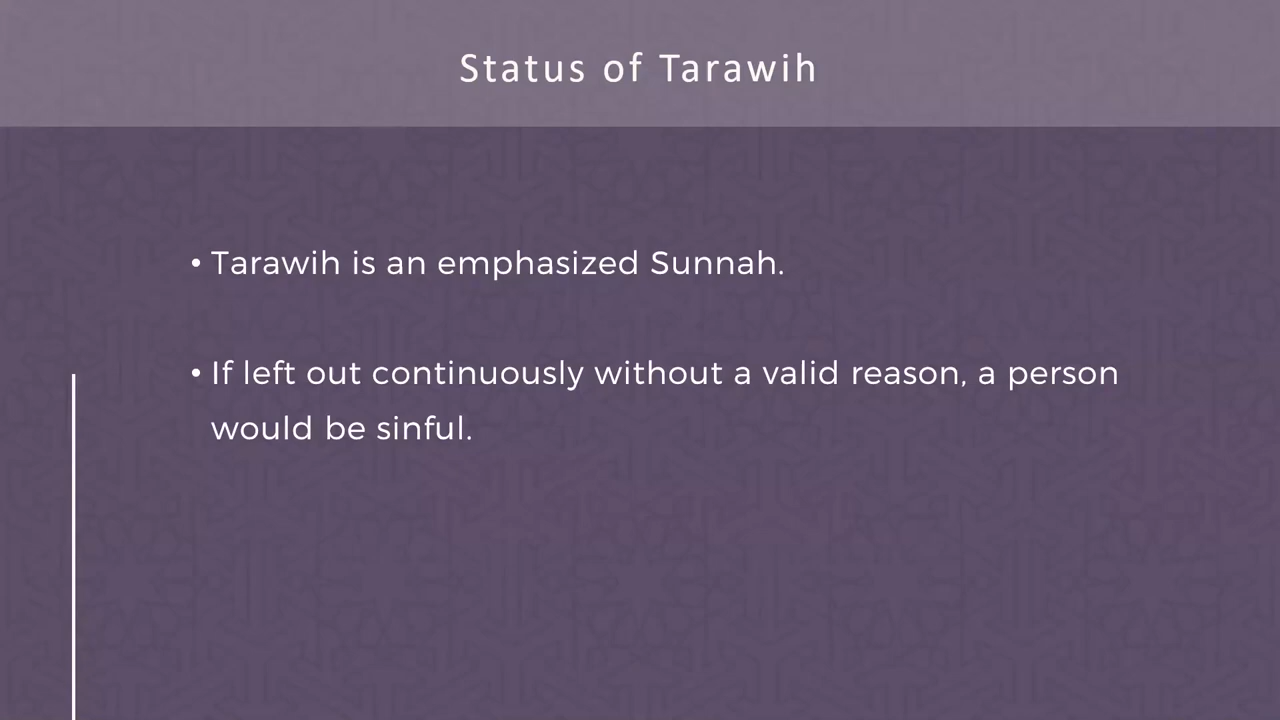 Status of Tarawih
• Tarawih is an emphasized Sunnah.
• If left out continuously without a valid reason, a person
would be sinful.